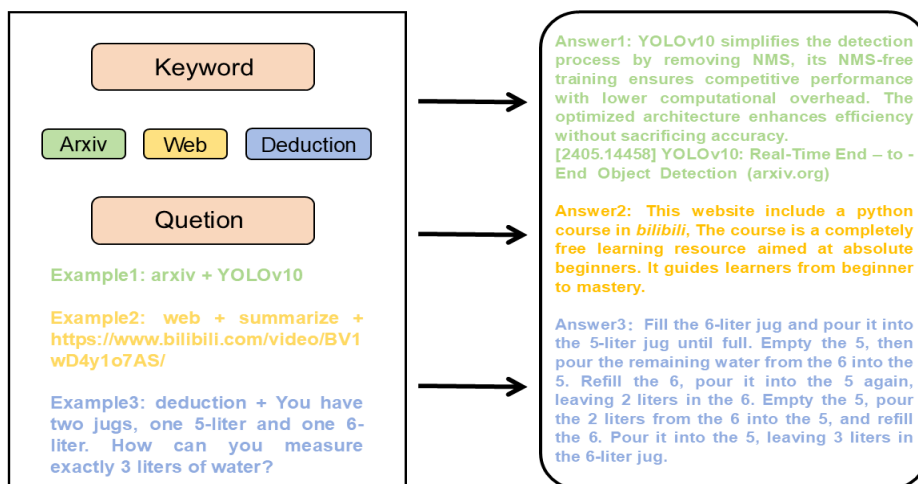 Keyword
Arxiv
Web
Deduction
Quetion
Example1: arxiv + YOLOv10
Example2: web + summarize +
https://www.bilibili.com/video/BV1
wD4y1o7AS/
Example3: deduction + You have
two jugs, one 5-liter and one 6-
liter. How can you measure
exactly 3 liters of water?
Answer1: YOLOv10 simplifies the detection
process by removing NMS, its NMS-free
training ensures competitive performance
with lower computational overhead. The
optimized architecture enhances efficiency
without sacrificing accuracy.
[2405.14458] YOLOv10: Real-Time End – to -
End Object Detection (arxiv.org)
Answer2: This website include a python
course in bilibili, The course is a completely
free learning resource aimed at absolute
beginners. It guides learners from beginner
to mastery.
Answer3: Fill the 6-liter jug and pour it into
the 5-liter jug until full. Empty the 5, then
pour the remaining water from the 6 into the
5. Refill the 6, pour it into the 5 again,
leaving 2 liters in the 6. Empty the 5, pour
the 2 liters from the 6 into the 5, and refill
the 6. Pour it into the 5, leaving 3 liters in
the 6-liter jug.